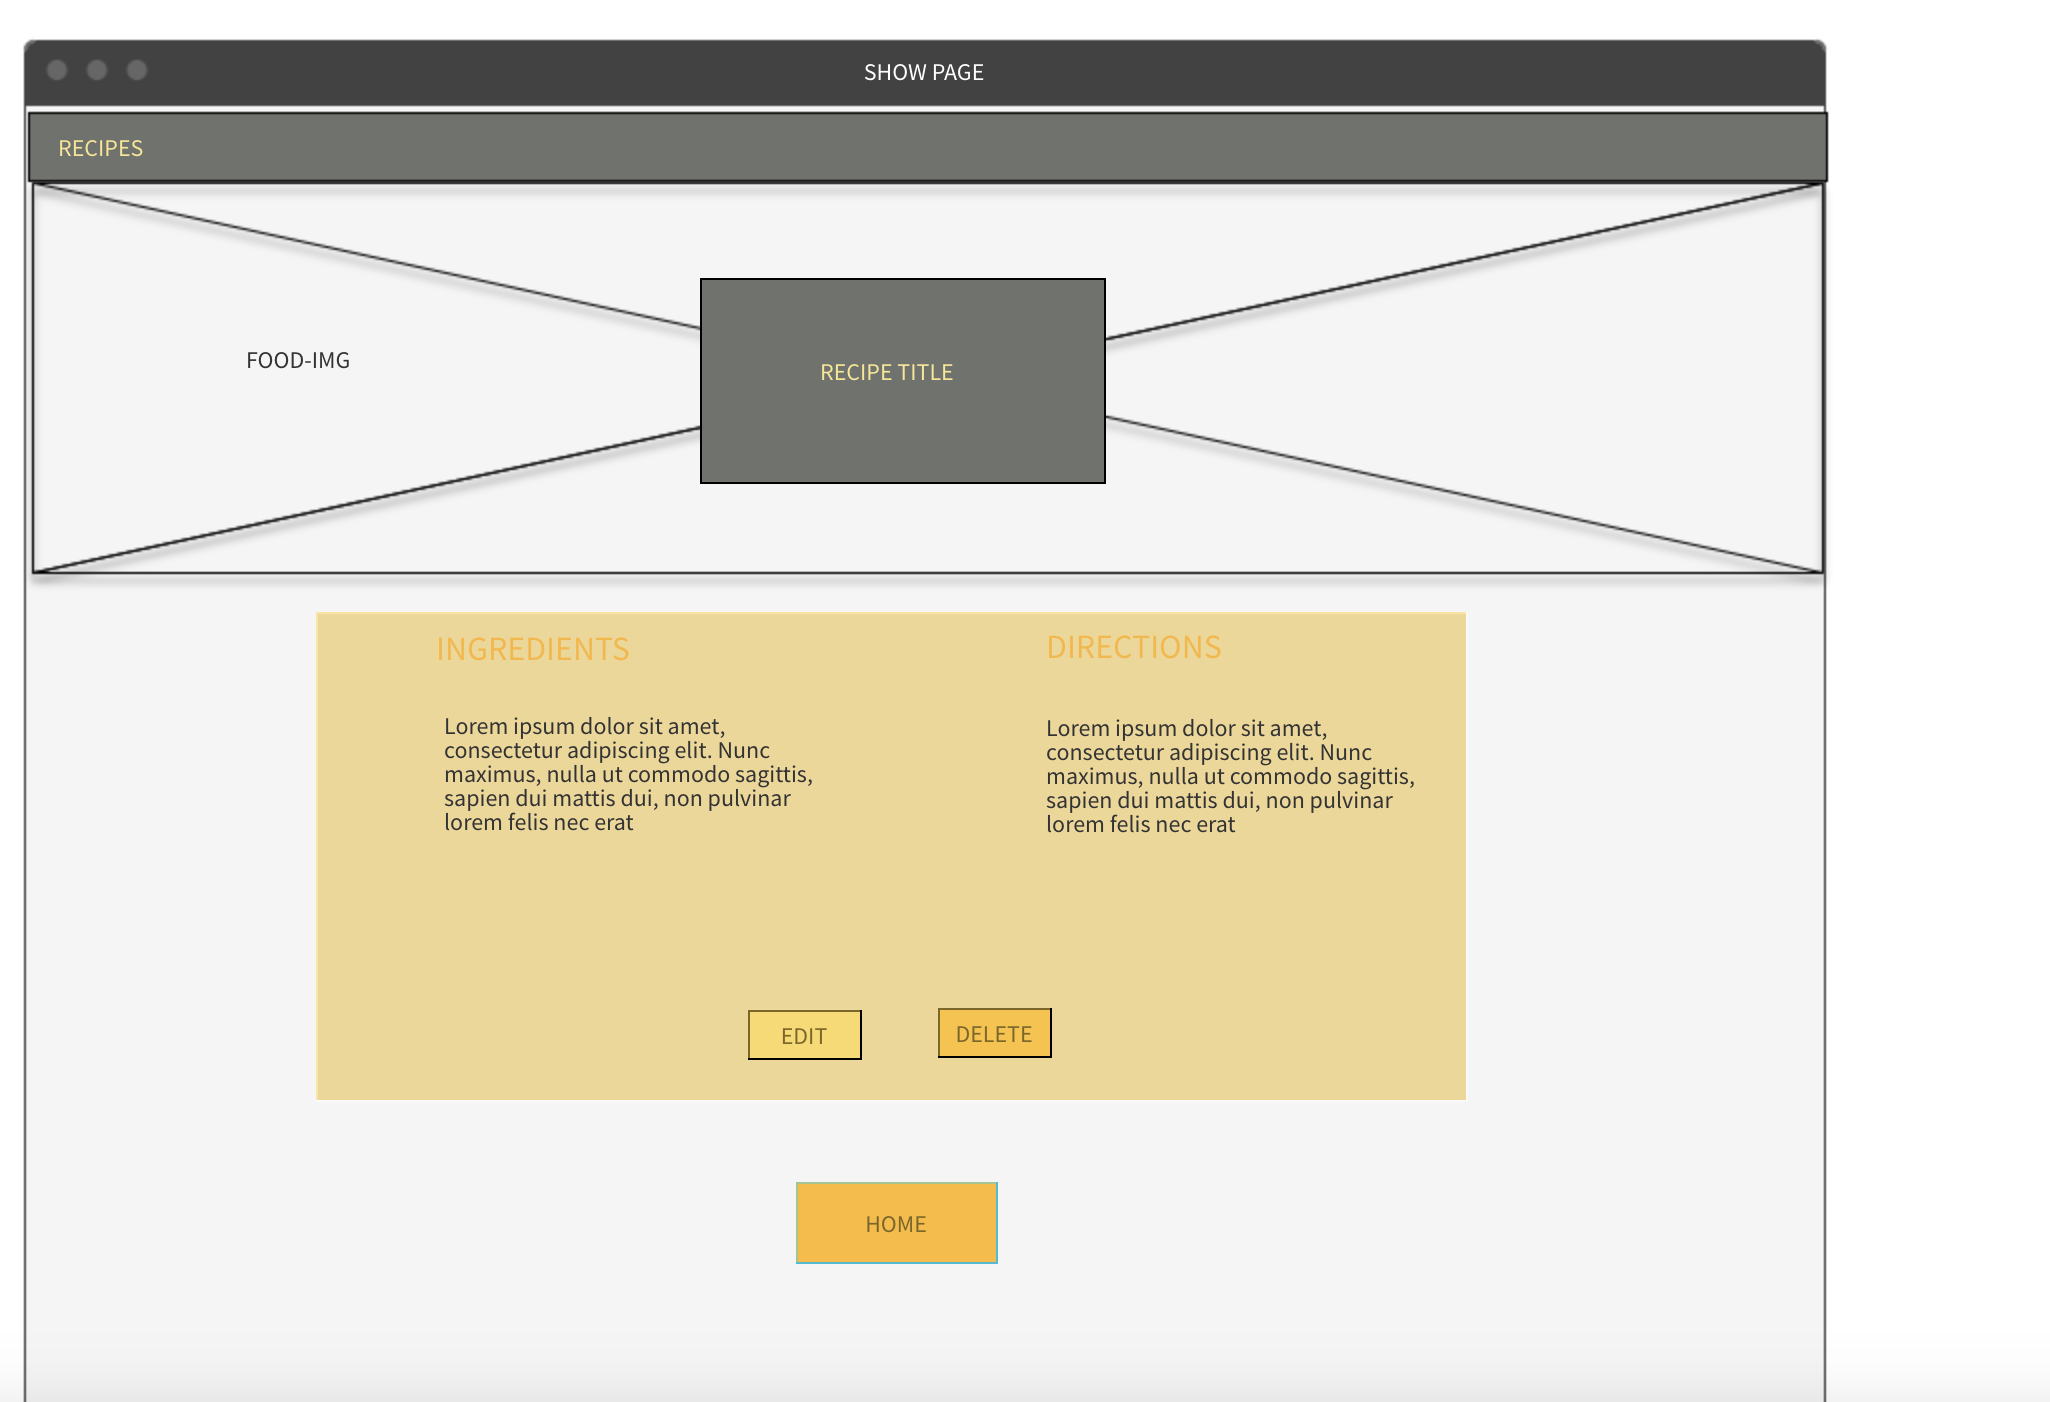 SHOW PAGE
RECIPES
FOOD-IMG
RECIPE TITLE
INGREDIENTS
Lorem ipsum dolor sit amet,
consectetur adipiscing elit. Nunc
maximus, nulla ut commodo sagittis,
sapien dui mattis dui, non pulvinar
lorem felis nec erat
DIRECTIONS
Lorem ipsum dolor sit amet,
consectetur adipiscing elit. Nunc
maximus, nulla ut commodo sagittis,
sapien dui mattis dui, non pulvinar
lorem felis nec erat
EDIT
DELETE
HOME